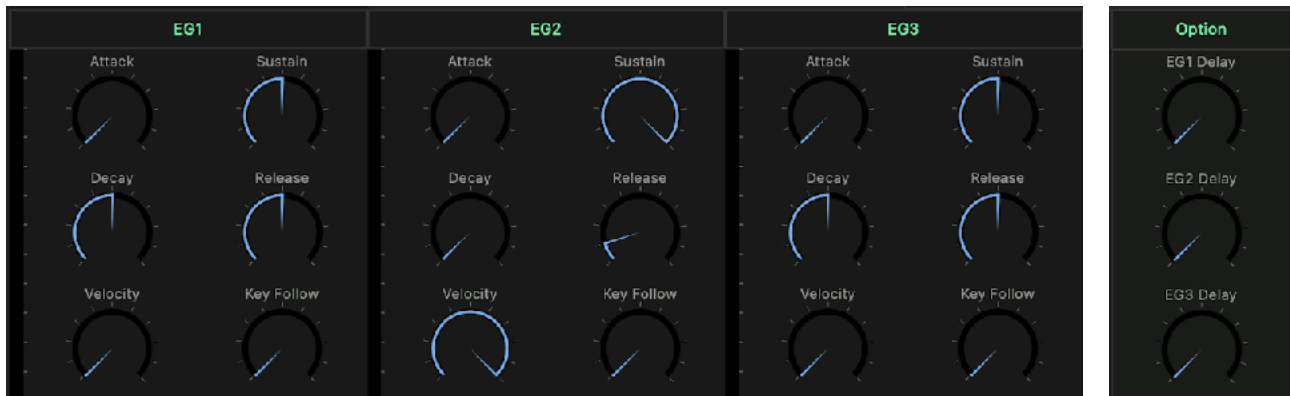 EG1 EG2 EG3 Option
Attack Sustain Attack Sustain Attack Sustain EG1 Delay
Decay Release Decay Release Decay Release EG2 Delay
Velocity Key Follow Velocity Key Follow Velocity Key Follow EG3 Delay